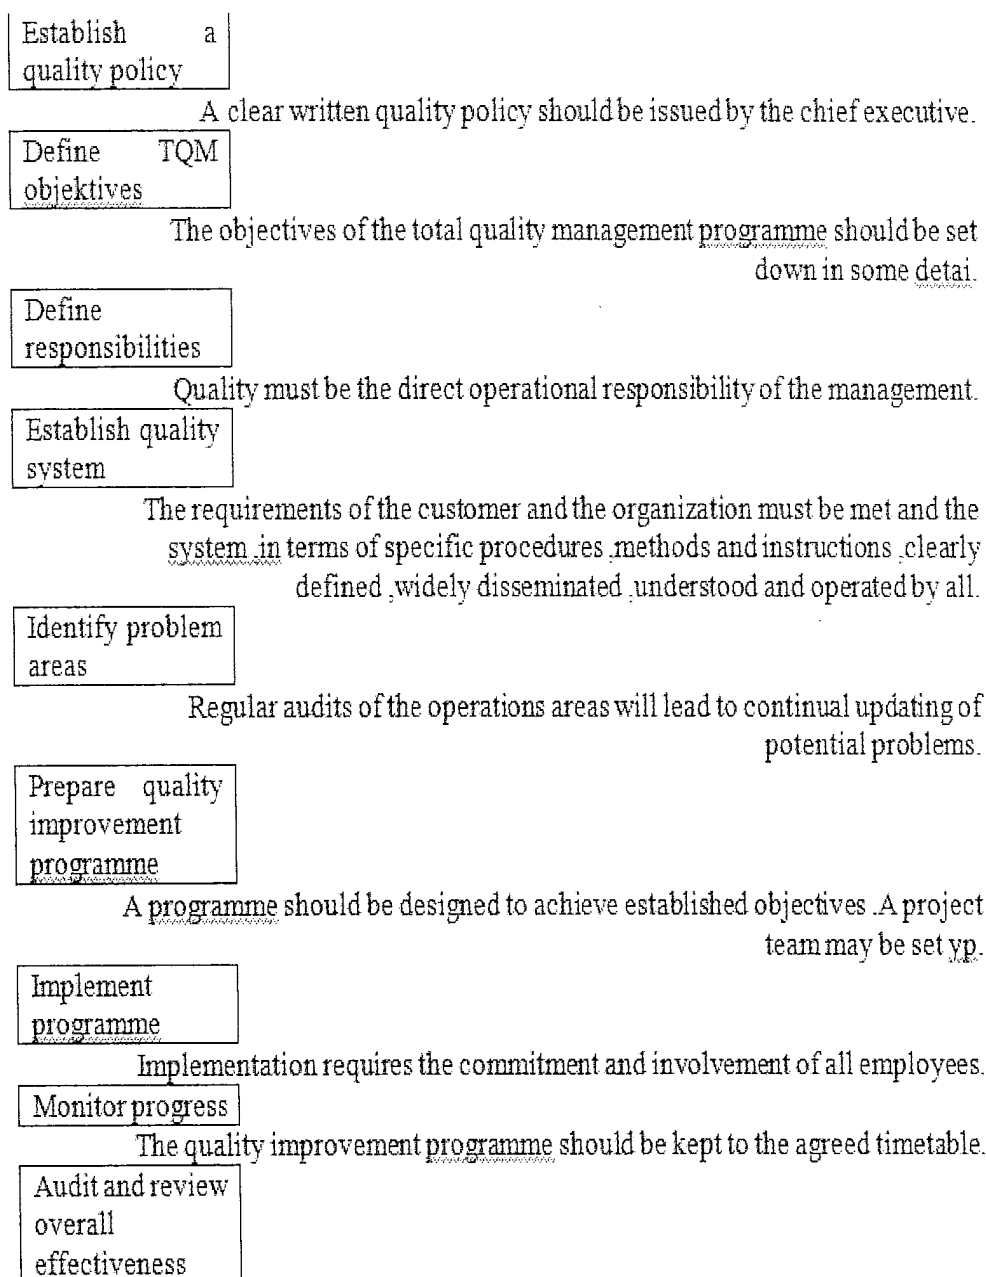 Establish a
quality policy
A clear written quality policy should be issued by the chief executive.
Define TQM
objektives
The objectives of the total quality management programme should be set
down in some detai.
Define
responsibilities
Quality must be the direct operational responsibility of the management.
Establish quality
system
The requirements of the customer and the organization must be met and the
system ,in terms of specific procedures ,methods and instructions ,clearly
defined ,widely disseminated ,understood and operated by all.
Identify problem
areas
Regular audits of the operations areas will lead to continual updating of
potential problems.
Prepare quality
improvement
programme
A programme should be designed to achieve established objectives .A project
team may be set yp.
Implement
programme
Implementation requires the commitment and involvement of all employees.
Monitor progress
The quality improvement programme should be kept to the agreed timetable.
Audit and review
overall
effectiveness